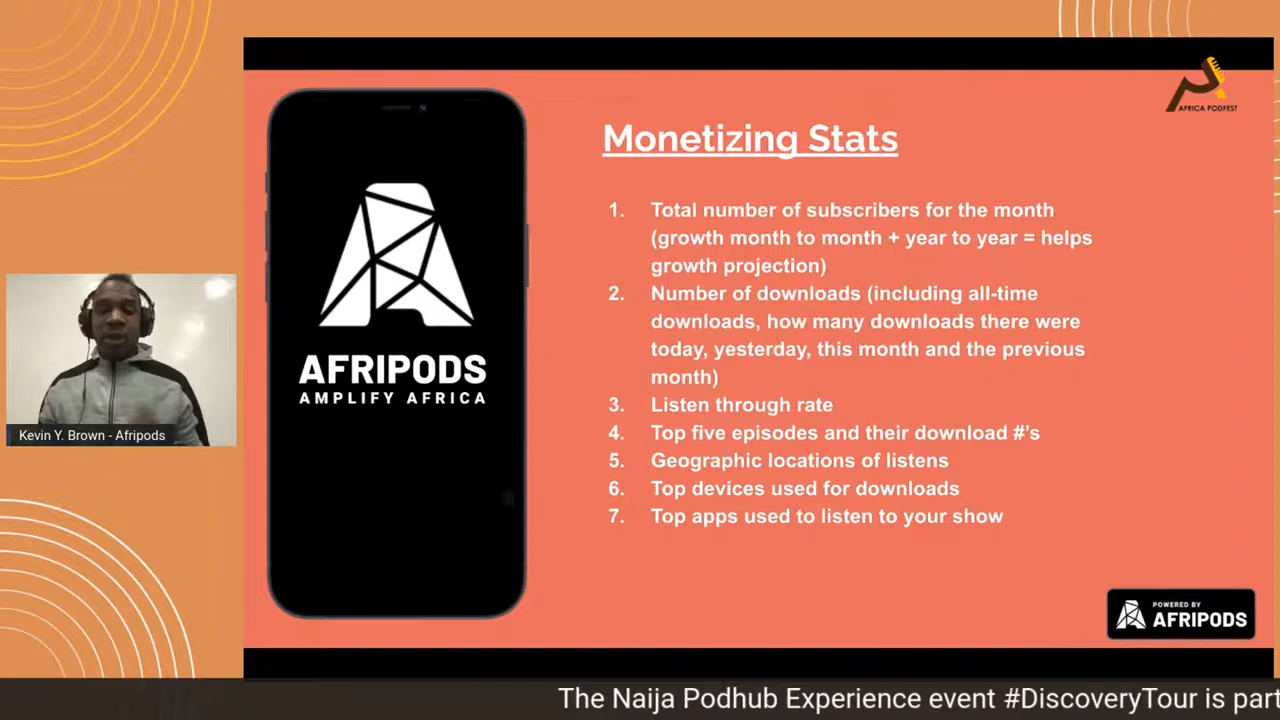 AFRICA PODFEST
Monetizing Stats
1. Total number of subscribers for the month
(growth month to month + year to year = helps
growth projection)
2. Number of downloads (including all-time
downloads, how many downloads there were
today, yesterday, this month and the previous
month)
3. Listen through rate
4. Top five episodes and their download #’s
5. Geographic locations of listens
6. Top devices used for downloads
7. Top apps used to listen to your show
AFRIPODS
AMPLIFY AFRICA
Kevin Y. Brown - Afripods
POWERED BY
AFRIPODS
The Naija Podhub Experience event #DiscoveryTour is part